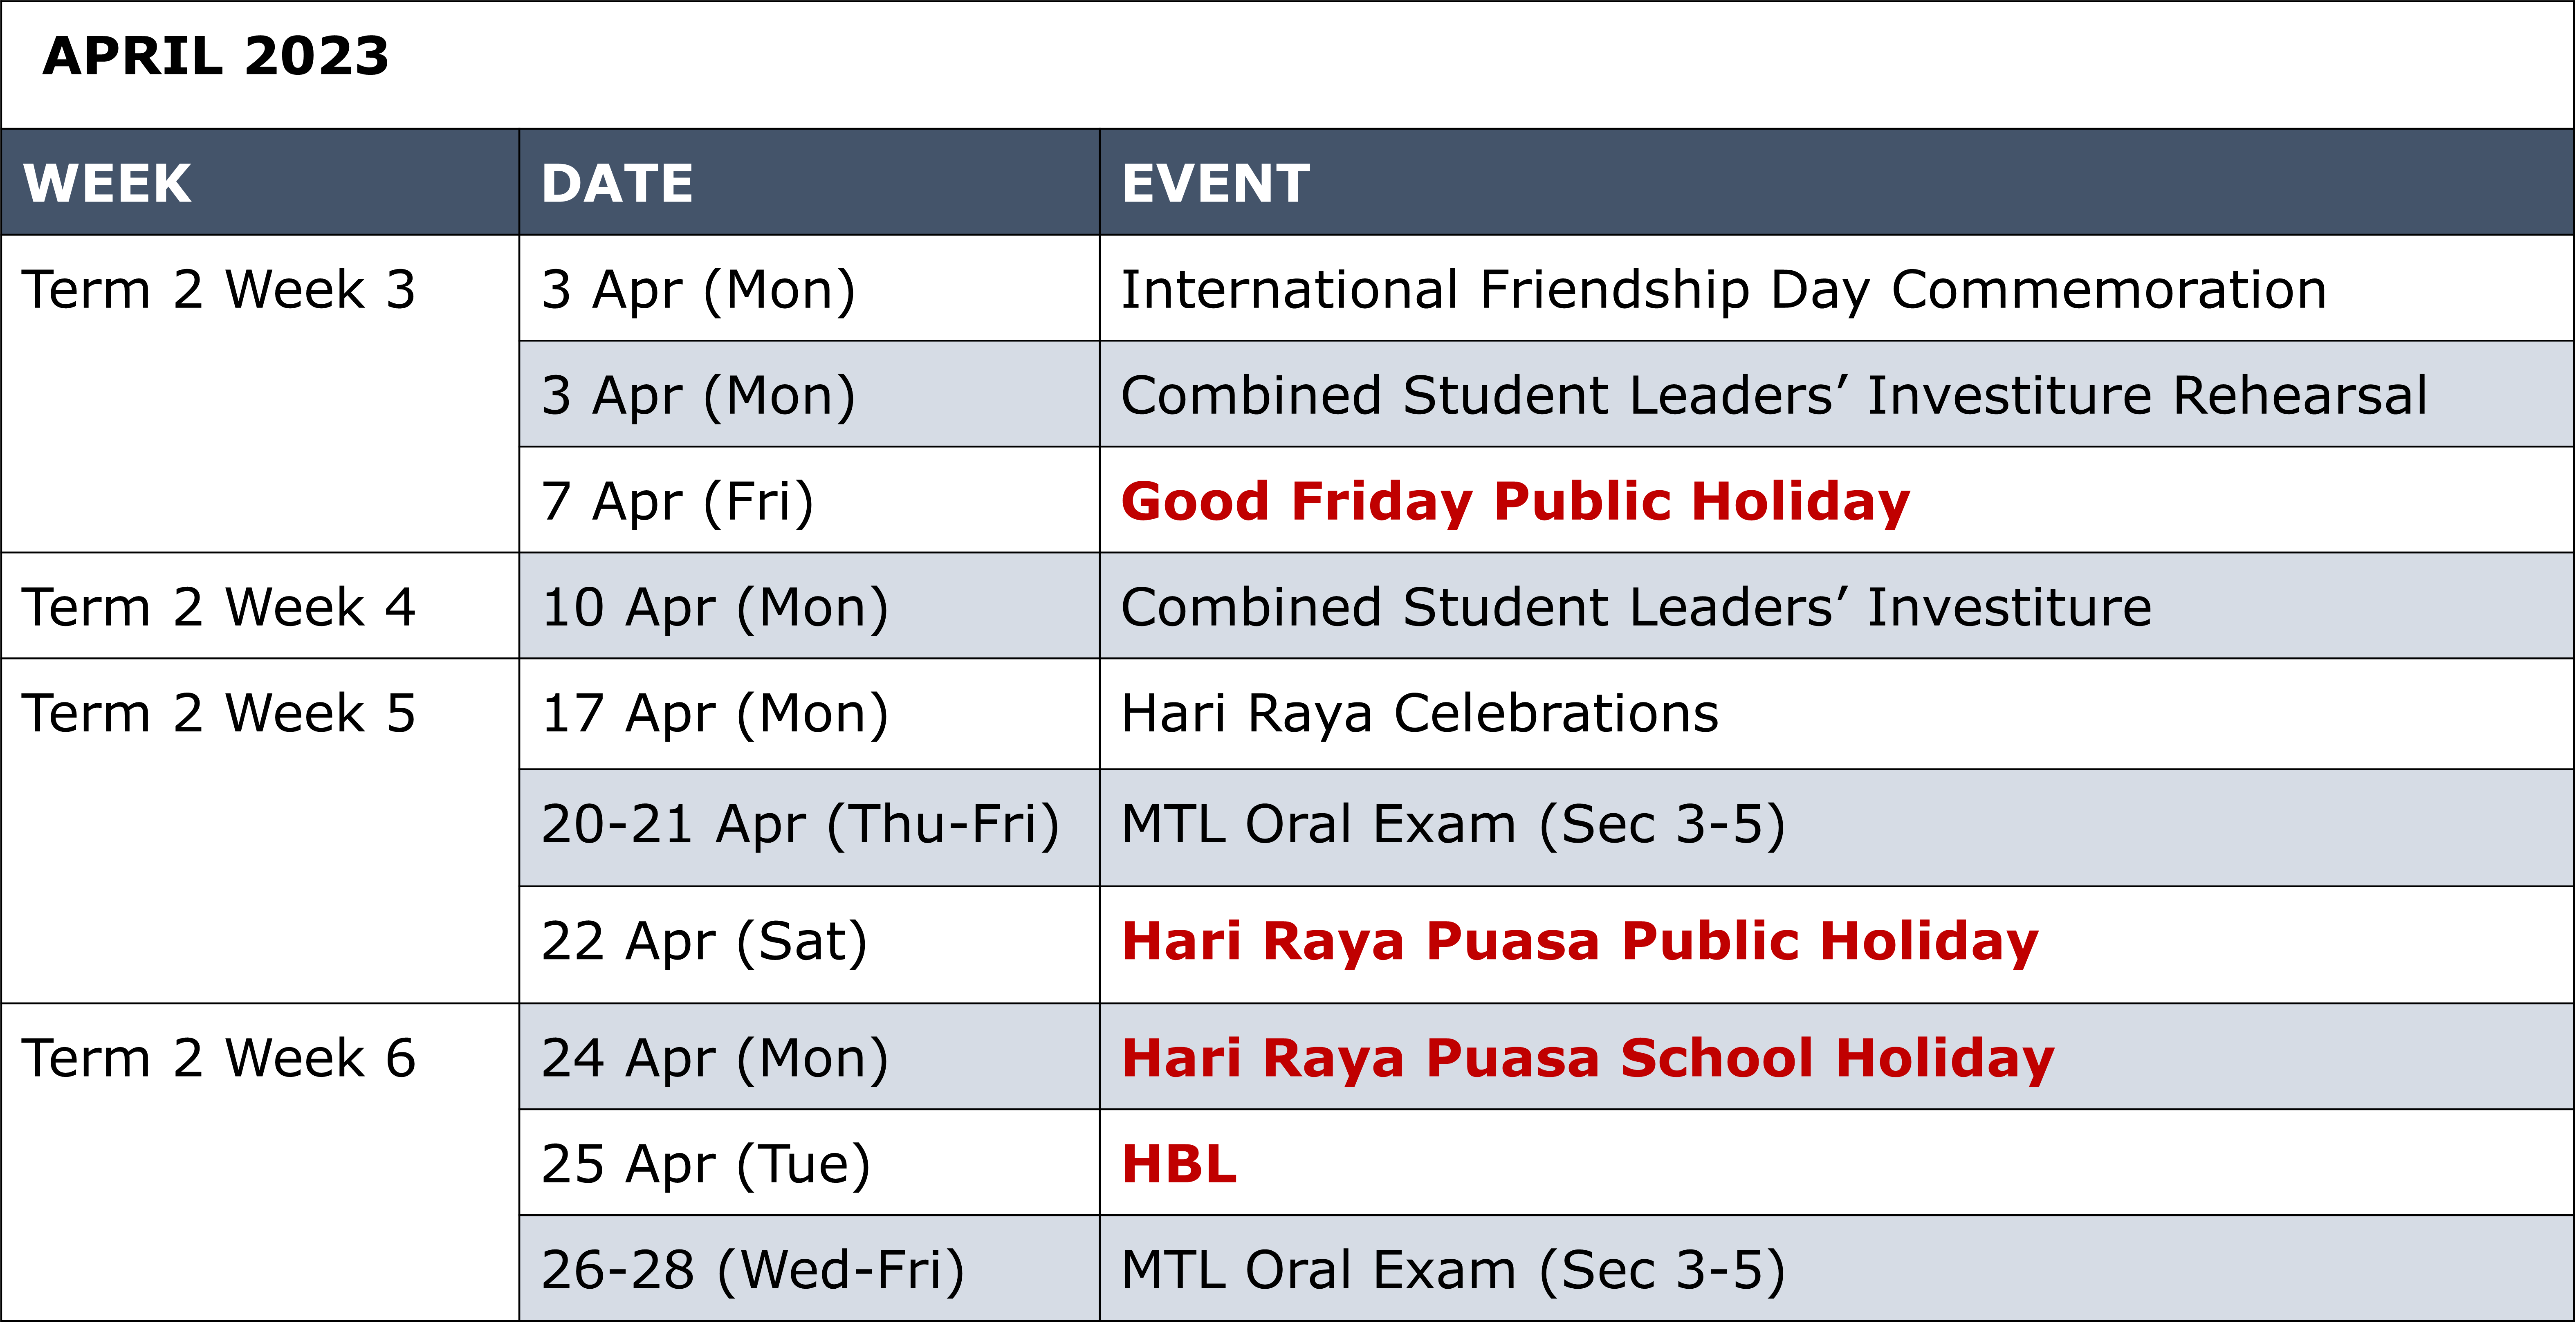 APRIL 2023
WEEK DATE EVENT
Term 2 Week 3 3 Apr (Mon) International Friendship Day Commemoration
3 Apr (Mon) Combined Student Leaders’ Investiture Rehearsal
7 Apr (Fri) Good Friday Public Holiday
Term 2 Week 4 10 Apr (Mon) Combined Student Leaders’ Investiture
Term 2 Week 5 17 Apr (Mon) Hari Raya Celebrations
20-21 Apr (Thu-Fri) MTL Oral Exam (Sec 3-5)
22 Apr (Sat) Hari Raya Puasa Public Holiday
Term 2 Week 6 24 Apr (Mon) Hari Raya Puasa School Holiday
25 Apr (Tue) HBL
26-28 (Wed-Fri) MTL Oral Exam (Sec 3-5)